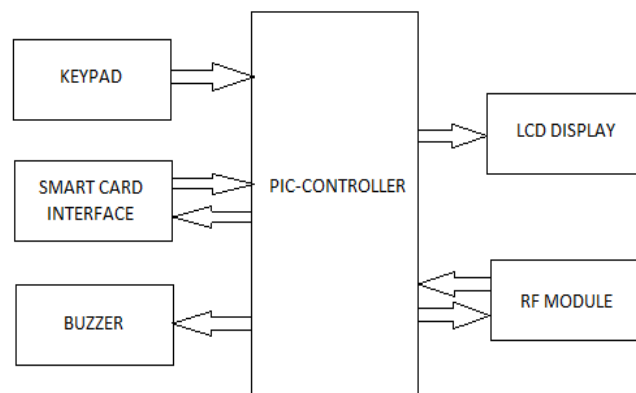 KEYPAD
SMART CARD
INTERFACE
BUZZER
PIC-CONTROLLER
LCD DISPLAY
RF MODULE